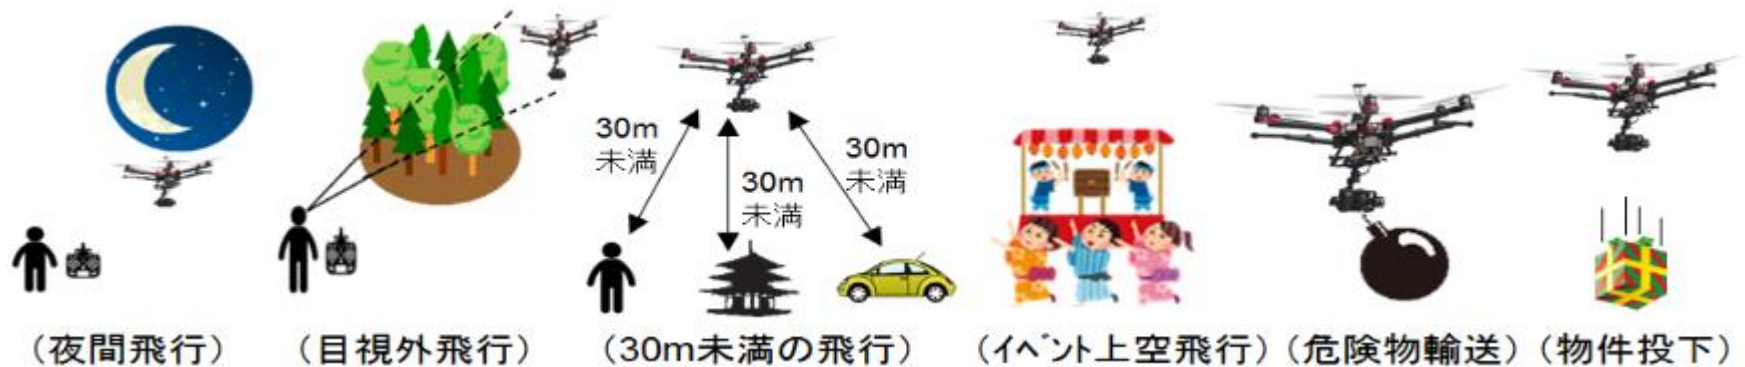 30m
未満
30m
未満
30m
未満
（夜間飛行）
（目視外飛行）
（30m未満の飛行）
（ｲﾍﾞﾝﾄ上空飛行）
（危険物輸送）
（物件投下）